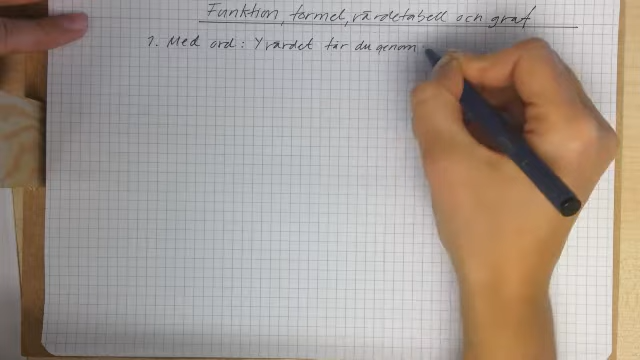 Funktion, formel, värdetabell och graf
1. Med ord: Y värdet får du genom